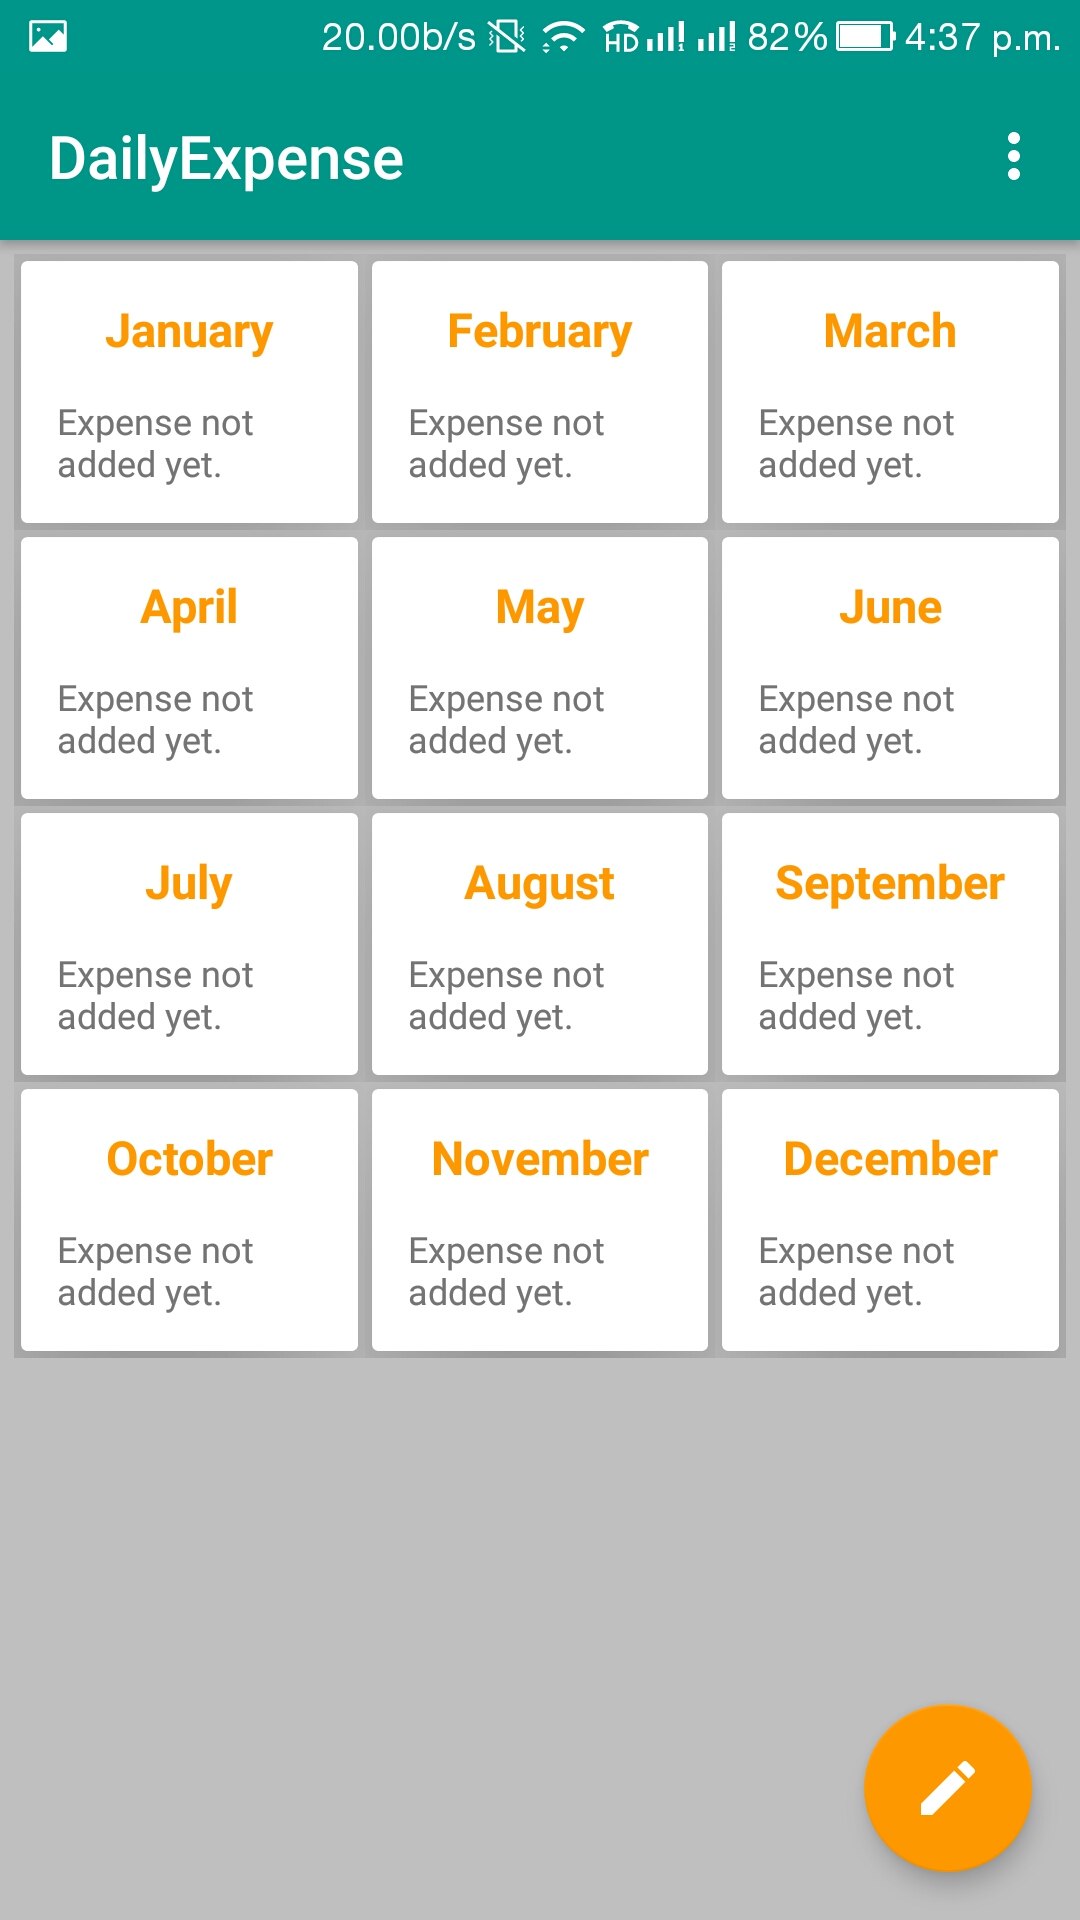 20.00b/s HD 1 2 82% 4:37 p.m.
DailyExpense
January February March
Expense not Expense not Expense not
added yet. added yet. added yet.
April May June
Expense not Expense not Expense not
added yet. added yet. added yet.
July August September
Expense not Expense not Expense not
added yet. added yet. added yet.
October November December
Expense not Expense not Expense not
added yet. added yet. added yet.